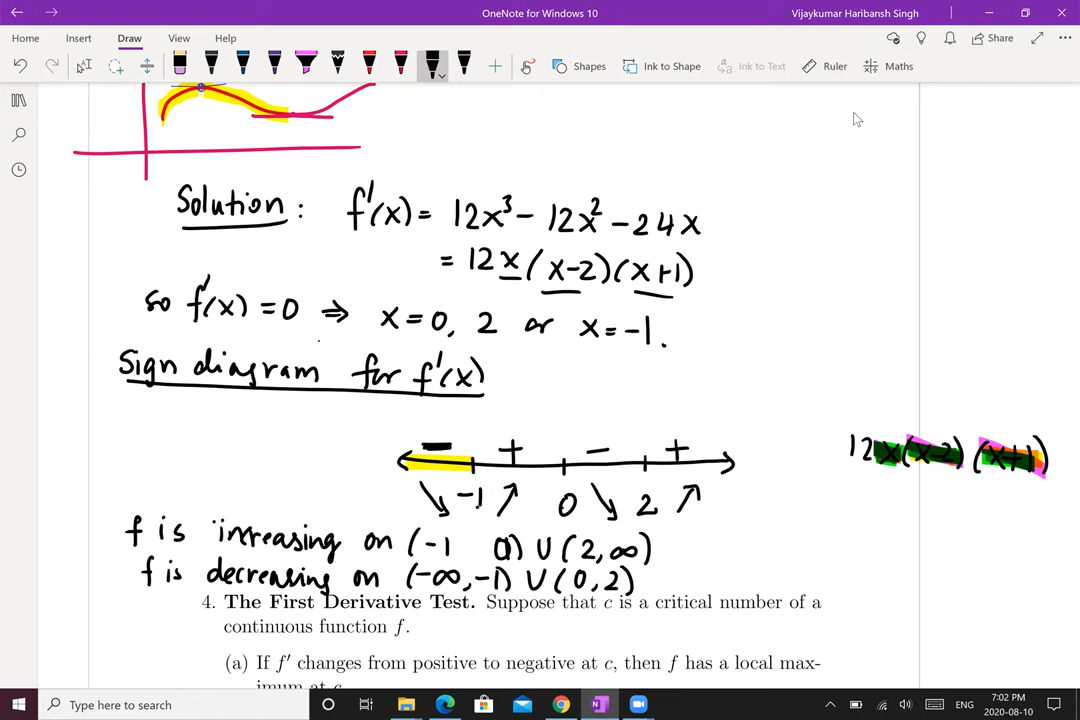 OneNote for Windows 10
Vijaykumar Haribansh Singh
Home Insert Draw View Help Share
Shapes Ink to Shape Ink to Text Ruler Maths
Solution : f'(x) = 12x³ - 12x² - 24x
= 12x(x-2)(x+1)
so f'(x) = 0 ⇒ x = 0, 2 or x = -1.
Sign diagram for f'(x)
12x(x-2)(x+1)
− + − +
↘ -1 ↗ 0 ↘ 2 ↗
f is increasing on (-1 0) ∪ (2, ∞)
f is decreasing on (-∞, -1) ∪ (0, 2)
4. The First Derivative Test. Suppose that c is a critical number of a
continuous function f.
(a) If f′ changes from positive to negative at c, then f has a local max-
imum at c.
Type here to search
ENG
7:02 PM
2020-08-10